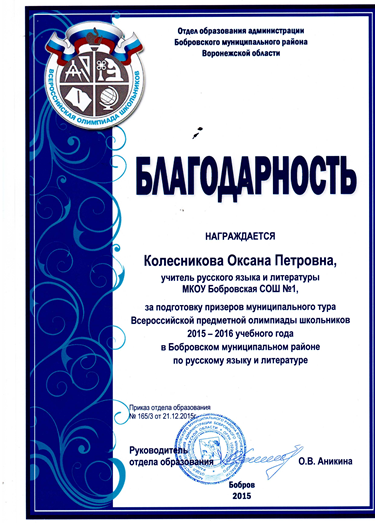 Отдел образования администрации
Бобровского муниципального района
Воронежской области
ВСЕРОССИЙСКАЯ ОЛИМПИАДА ШКОЛЬНИКОВ
БЛАГОДАРНОСТЬ
НАГРАЖДАЕТСЯ
Колесникова Оксана Петровна,
учитель русского языка и литературы
МКОУ Бобровская СОШ №1,
за подготовку призеров муниципального тура
Всероссийской предметной олимпиады школьников
2015 – 2016 учебного года
в Бобровском муниципальном районе
по русскому языку и литературе
Приказ отдела образования
№ 165/3 от 21.12.2015г.
Руководитель
отдела образования О.В. Аникина
Бобров
2015